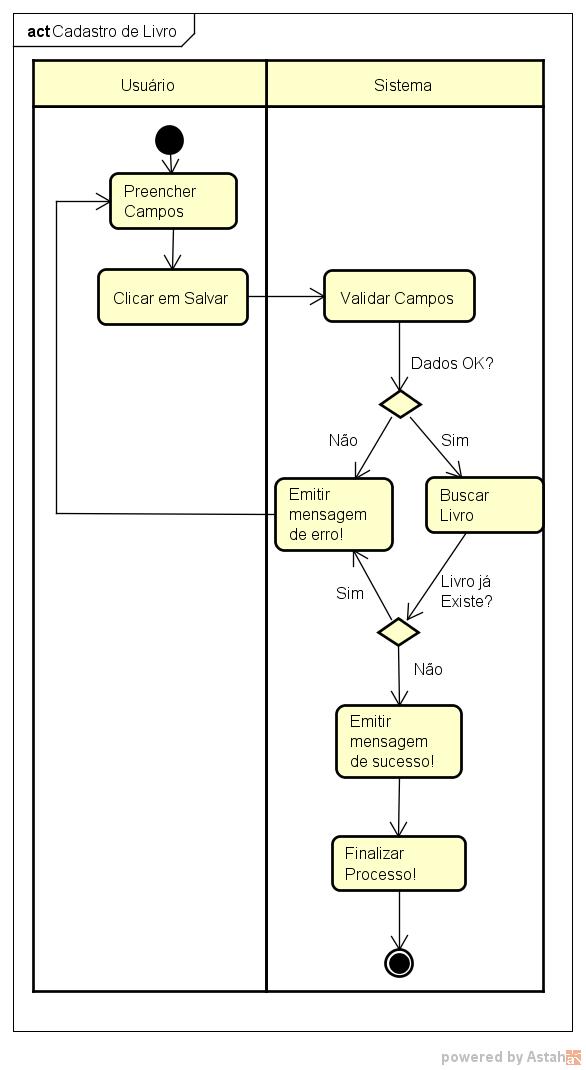 act Cadastro de Livro
Usuário
Sistema
Preencher
Campos
Clicar em Salvar
Validar Campos
Dados OK?
Não
Sim
Emitir
mensagem
de erro!
Buscar
Livro
Sim
Livro já
Existe?
Não
Emitir
mensagem
de sucesso!
Finalizar
Processo!
powered by Astah